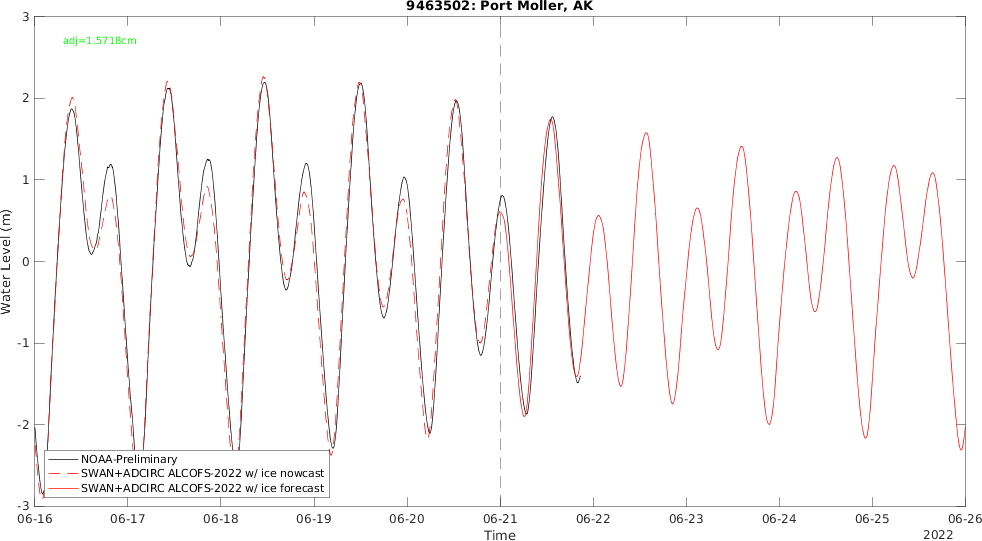 9463502: Port Moller, AK
adj=1.5718cm
Water Level (m)
3
2
1
0
-1
-2
-3
NOAA-Preliminary
SWAN+ADCIRC ALCOFS-2022 w/ ice nowcast
SWAN+ADCIRC ALCOFS-2022 w/ ice forecast
06-16 06-17 06-18 06-19 06-20 06-21 06-22 06-23 06-24 06-25 06-26
Time
2022